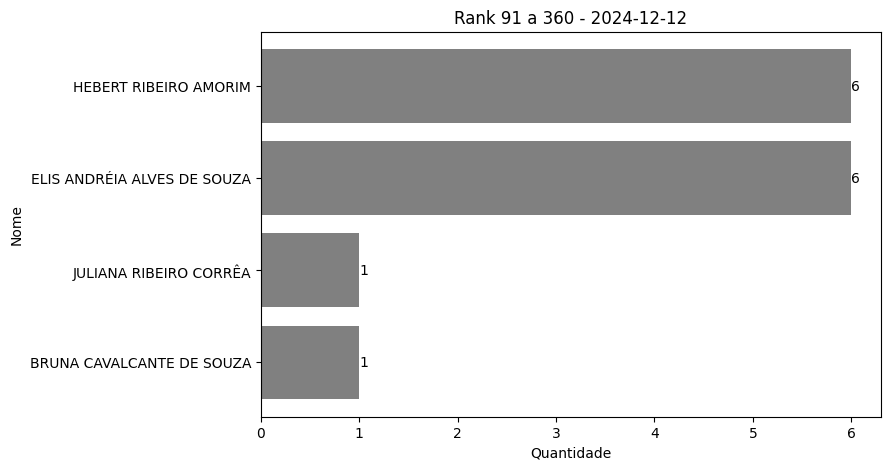 Rank 91 a 360 - 2024-12-12
HEBERT RIBEIRO AMORIM
6
ELIS ANDRÉIA ALVES DE SOUZA
6
JULIANA RIBEIRO CORRÊA
1
BRUNA CAVALCANTE DE SOUZA
1
Nome
0 1 2 3 4 5 6
Quantidade